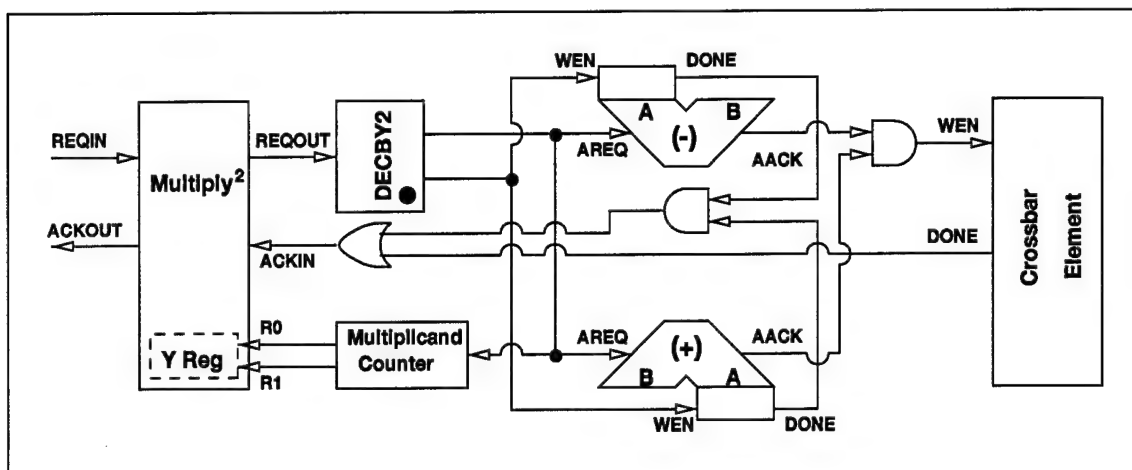 WEN
DONE
A
B
REQIN
REQOUT
DECBY2
AREQ
(-)
AACK
WEN
Multiply²
ACKOUT
ACKIN
DONE
Crossbar
Element
R0
Multiplicand
Counter
AREQ
(+)
AACK
Y Reg
R1
B
A
WEN
DONE